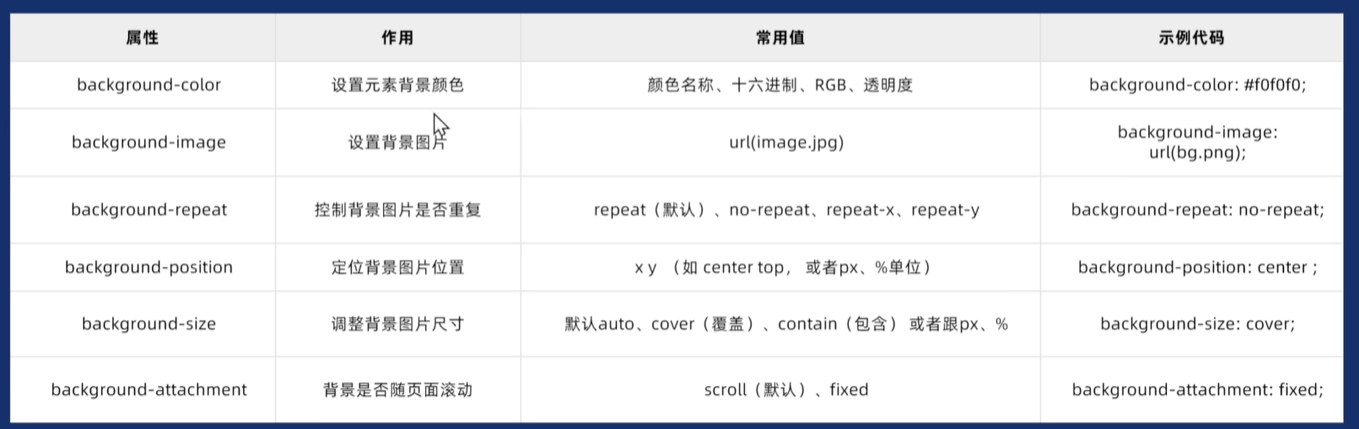 属性 作用 常用值 示例代码
background-color 设置元素背景颜色 颜色名称、十六进制、RGB、透明度 background-color: #f0f0f0;
background-image 设置背景图片 url(image.jpg) background-image:
url(bg.png);
background-repeat 控制背景图片是否重复 repeat（默认）、no-repeat、repeat-x、repeat-y background-repeat: no-repeat;
background-position 定位背景图片位置 x y （如 center top， 或者px、%单位） background-position: center ;
background-size 调整背景图片尺寸 默认auto、cover（覆盖）、contain（包含） 或者跟px、% background-size: cover;
background-attachment 背景是否随页面滚动 scroll（默认）、fixed background-attachment: fixed;